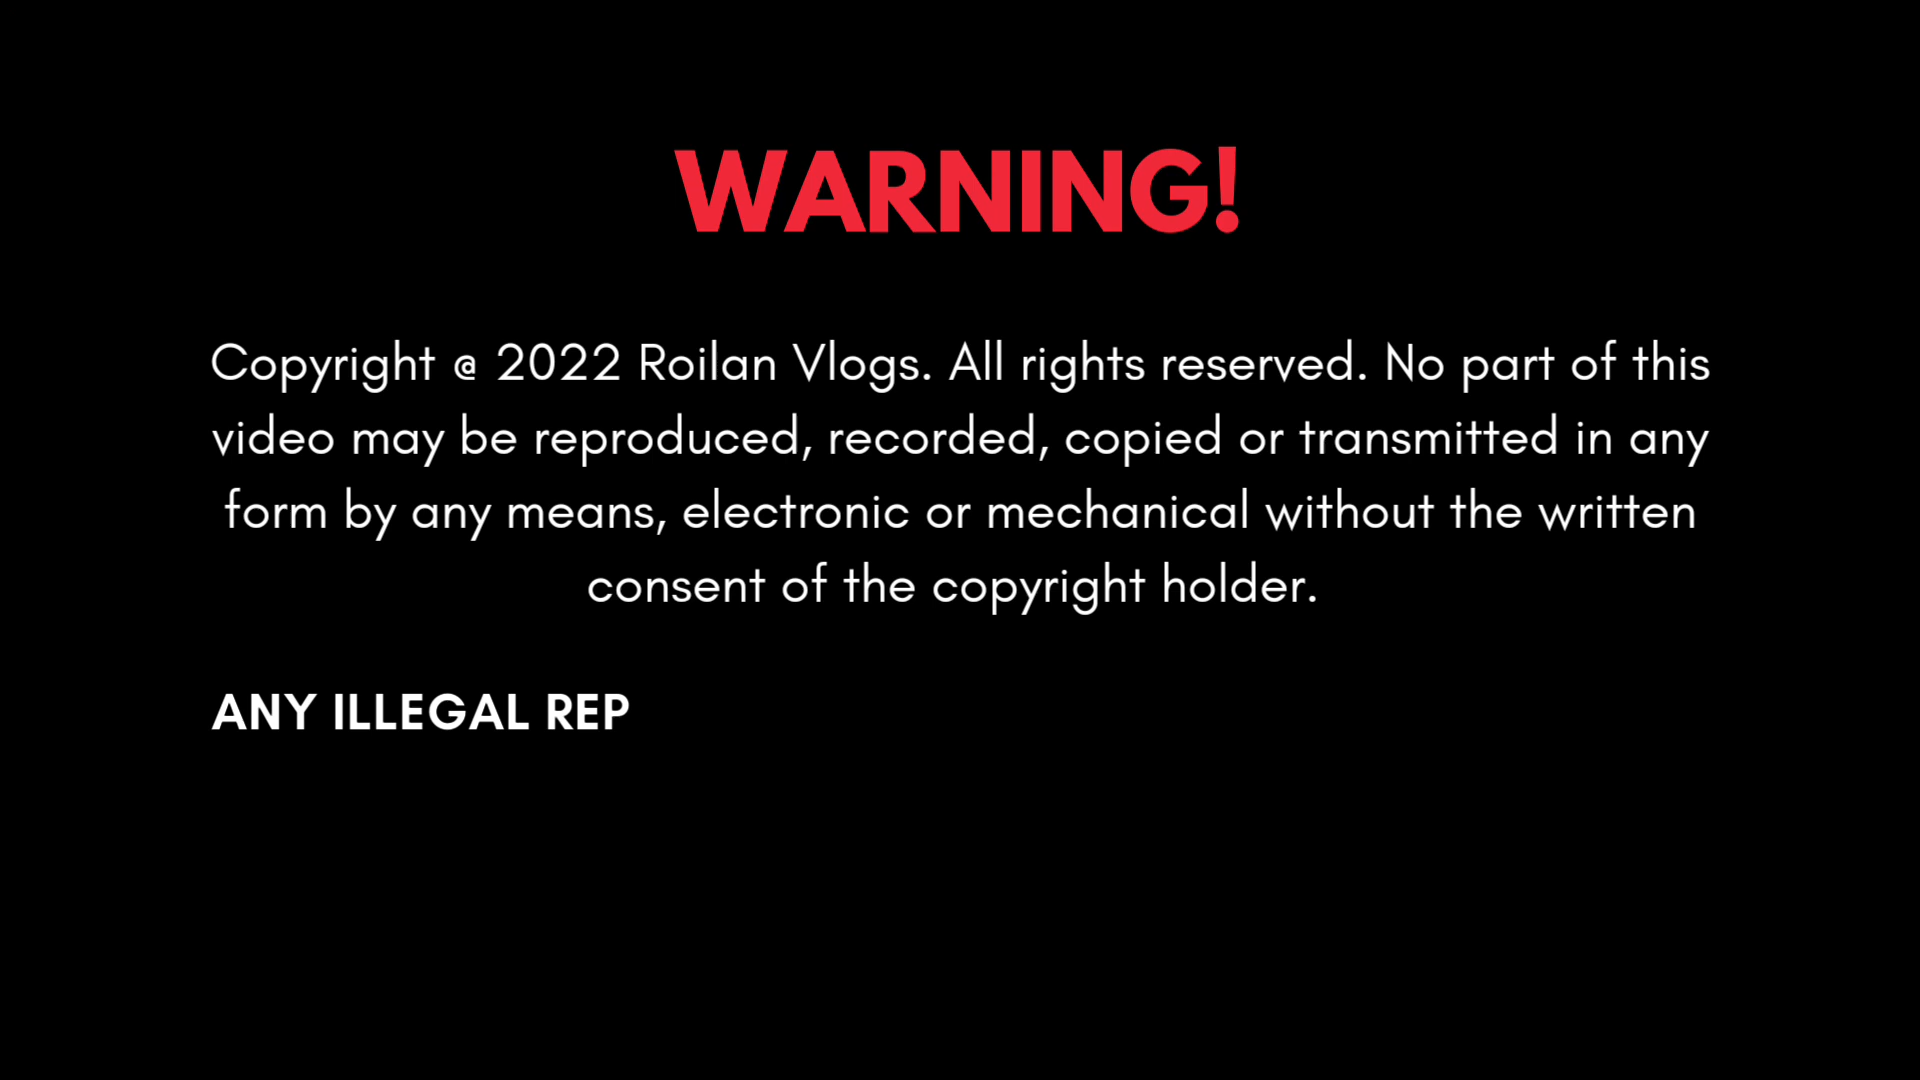 WARNING!
Copyright @ 2022 Roilan Vlogs. All rights reserved. No part of this
video may be reproduced, recorded, copied or transmitted in any
form by any means, electronic or mechanical without the written
consent of the copyright holder.
ANY ILLEGAL REP